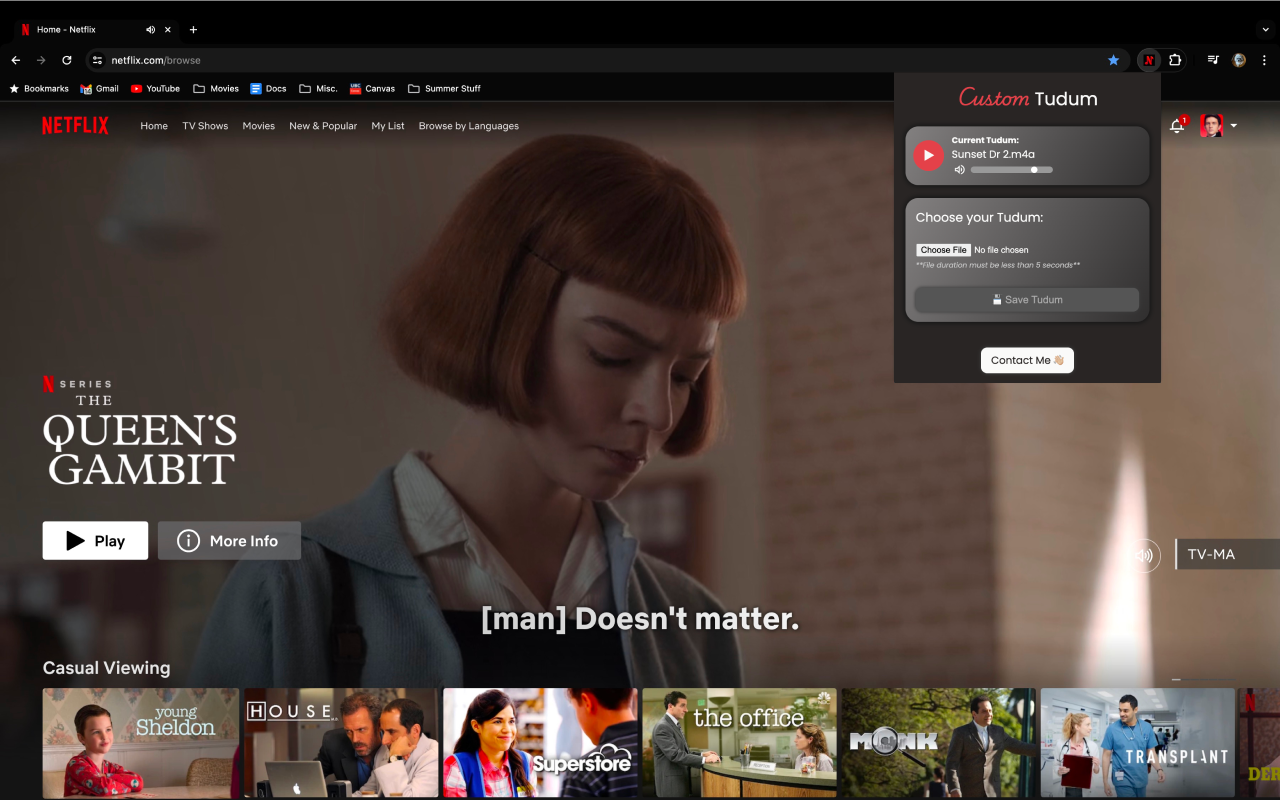 Home - Netflix
netflix.com/browse
Bookmarks Gmail YouTube Movies Docs Misc. Canvas Summer Stuff
Custom Tudum
NETFLIX Home TV Shows Movies New & Popular My List Browse by Languages
1
Current Tudum:
Sunset Dr 2.m4a
Choose your Tudum:
Choose File No file chosen
**File duration must be less than 5 seconds**
Save Tudum
Contact Me
N SERIES
THE
QUEEN'S
GAMBIT
Play More Info
TV-MA
[man] Doesn't matter.
Casual Viewing
young
Sheldon
HOUSE
the office
MONK
Superstore
TRANSPLANT